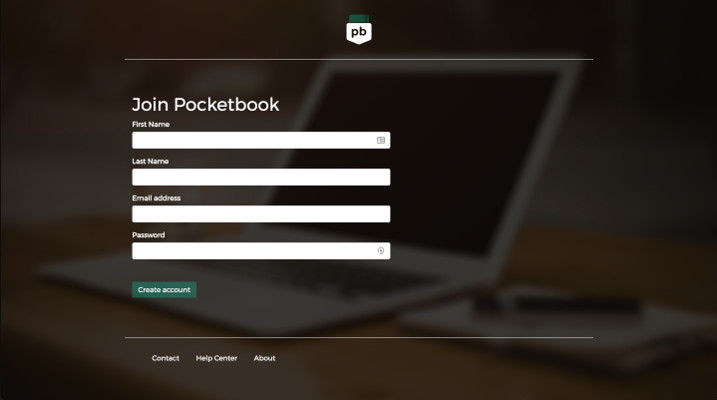 pb
Join Pocketbook
First Name
Last Name
Email address
Password
Create account
Contact Help Center About